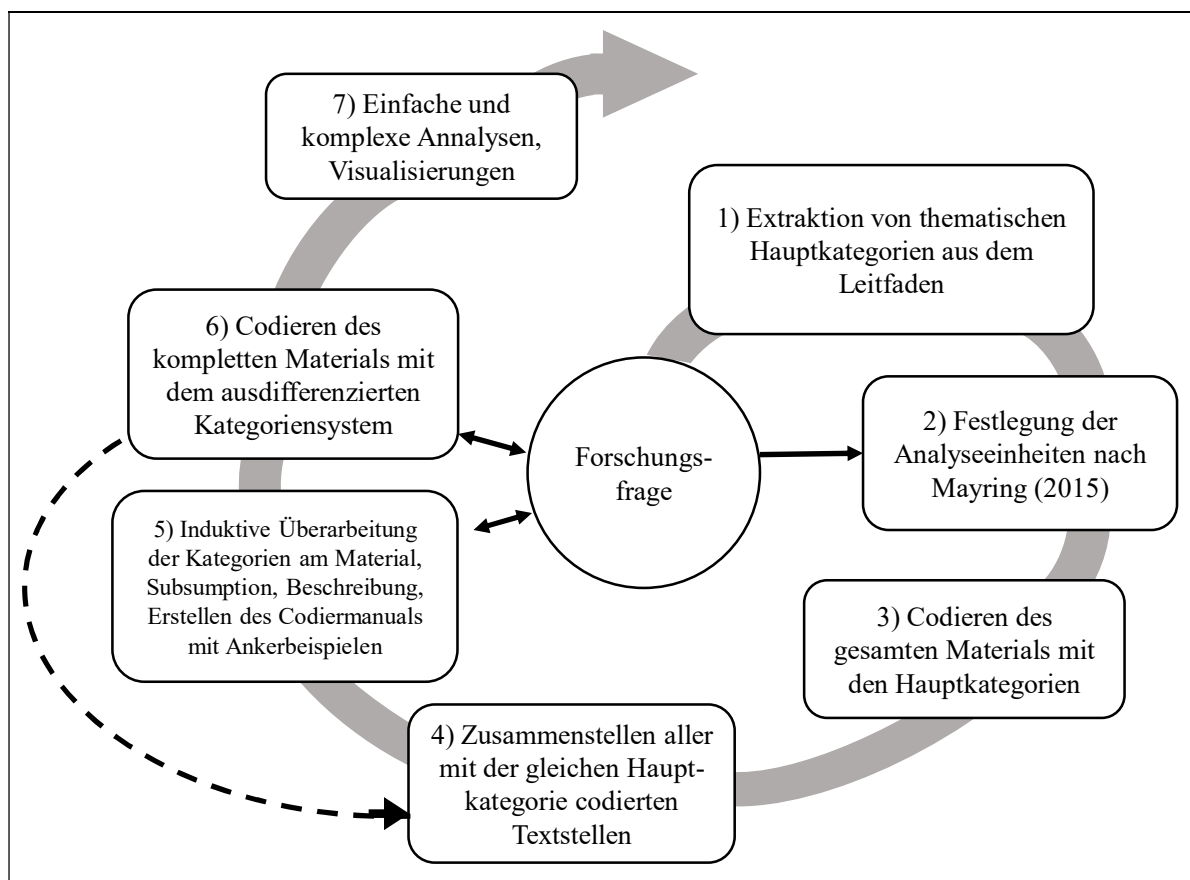 7) Einfache und
komplexe Annalysen,
Visualisierungen
1) Extraktion von thematischen
Hauptkategorien aus dem
Leitfaden
6) Codieren des
kompletten Materials mit
dem ausdifferenzierten
Kategoriensystem
Forschungs-
frage
2) Festlegung der
Analyseeinheiten nach
Mayring (2015)
5) Induktive Überarbeitung
der Kategorien am Material,
Subsumption, Beschreibung,
Erstellen des Codiermanuals
mit Ankerbeispielen
3) Codieren des
gesamten Materials mit
den Hauptkategorien
4) Zusammenstellen aller
mit der gleichen Haupt-
kategorie codierten
Textstellen